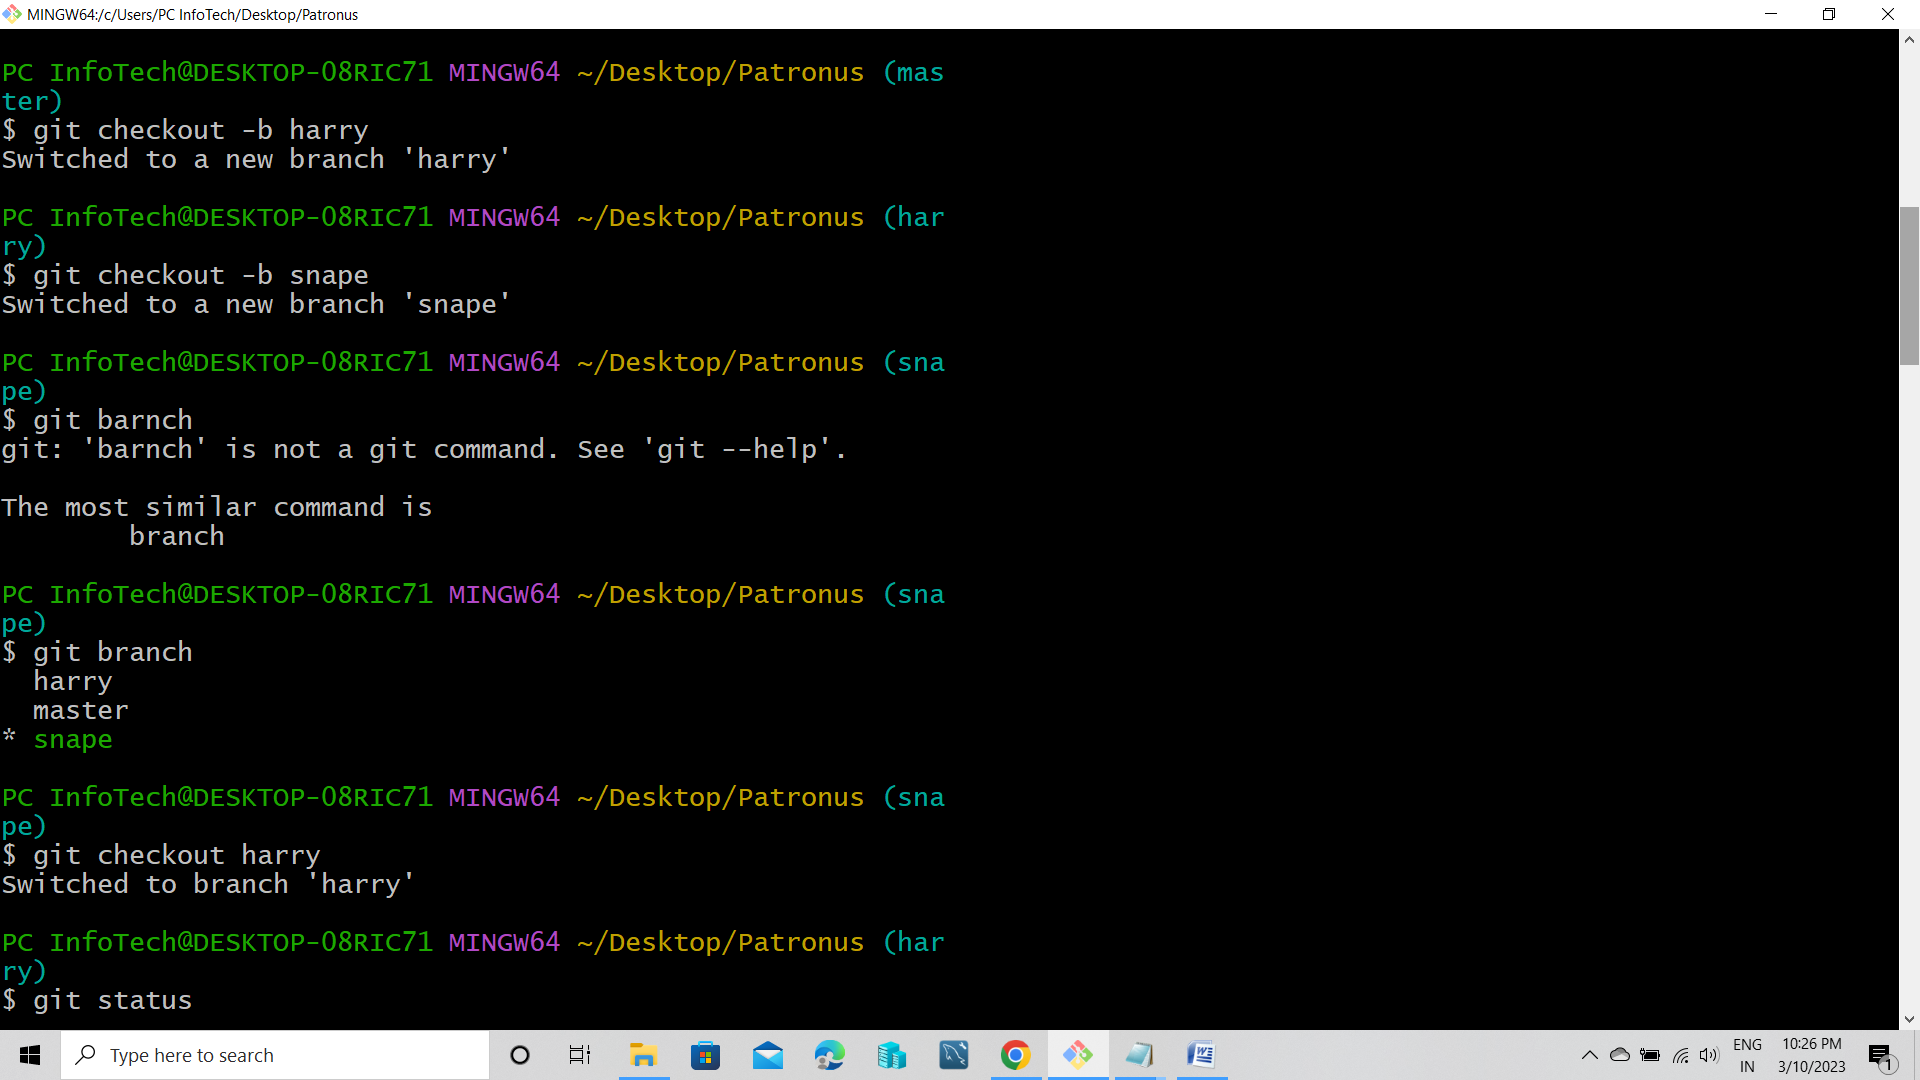 MINGW64:/c/Users/PC InfoTech/Desktop/Patronus
PC InfoTech@DESKTOP-08RIC71 MINGW64 ~/Desktop/Patronus (mas
ter)
$ git checkout -b harry
Switched to a new branch 'harry'
PC InfoTech@DESKTOP-08RIC71 MINGW64 ~/Desktop/Patronus (har
ry)
$ git checkout -b snape
Switched to a new branch 'snape'
PC InfoTech@DESKTOP-08RIC71 MINGW64 ~/Desktop/Patronus (sna
pe)
$ git barnch
git: 'barnch' is not a git command. See 'git --help'.
The most similar command is
        branch
PC InfoTech@DESKTOP-08RIC71 MINGW64 ~/Desktop/Patronus (sna
pe)
$ git branch
  harry
  master
* snape
PC InfoTech@DESKTOP-08RIC71 MINGW64 ~/Desktop/Patronus (sna
pe)
$ git checkout harry
Switched to branch 'harry'
PC InfoTech@DESKTOP-08RIC71 MINGW64 ~/Desktop/Patronus (har
ry)
$ git status
Type here to search
ENG
IN
10:26 PM
3/10/2023
1